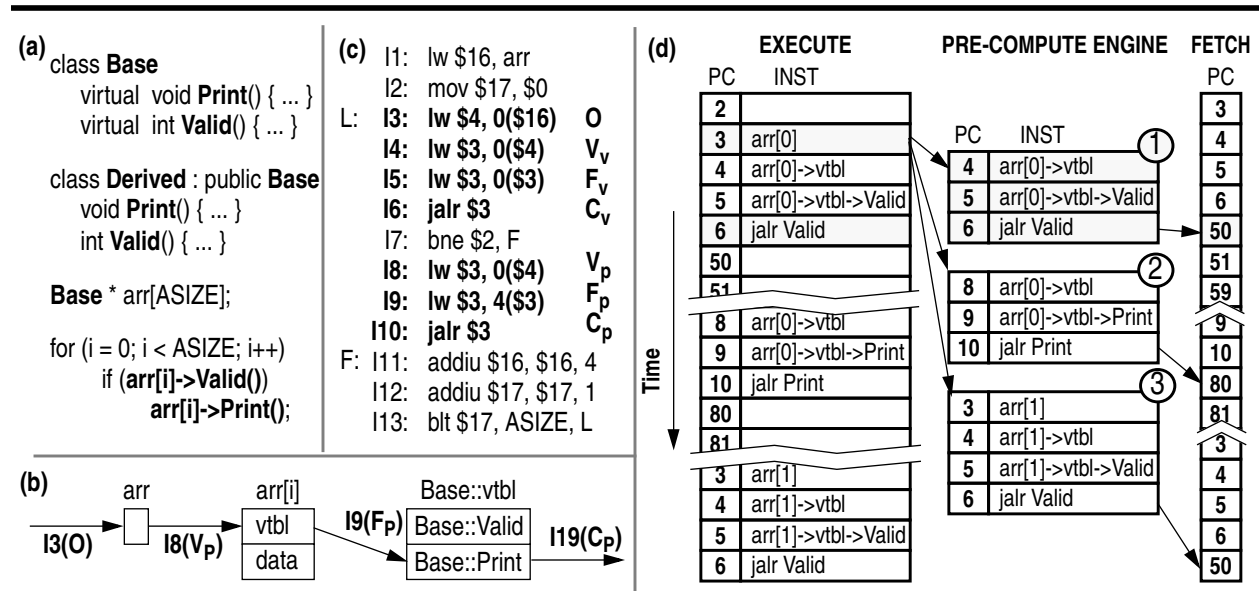 (a)
class Base
virtual void Print() { ... }
virtual int Valid() { ... }
class Derived : public Base
void Print() { ... }
int Valid() { ... }
Base * arr[ASIZE];
for (i = 0; i < ASIZE; i++)
if (arr[i]->Valid())
arr[i]->Print();
(b)
arr
arr[i]
Base::vtbl
I3(O)
I8(VP)
vtbl
data
I9(FP)
Base::Valid
Base::Print
I19(CP)
(c)
I1: lw $16, arr
I2: mov $17, $0
L: I3: lw $4, 0($16) O
I4: lw $3, 0($4) Vv
I5: lw $3, 0($3) Fv
I6: jalr $3 Cv
I7: bne $2, F
I8: lw $3, 0($4) Vp
I9: lw $3, 4($3) Fp
I10: jalr $3 Cp
F: I11: addiu $16, $16, 4
I12: addiu $17, $17, 1
I13: blt $17, ASIZE, L
(d)
EXECUTE
PC INST
2
3 arr[0]
4 arr[0]->vtbl
5 arr[0]->vtbl->Valid
6 jalr Valid
50
51
8 arr[0]->vtbl
9 arr[0]->vtbl->Print
10 jalr Print
80
81
3 arr[1]
4 arr[1]->vtbl
5 arr[1]->vtbl->Valid
6 jalr Valid
Time
PRE-COMPUTE ENGINE
PC INST
1
4 arr[0]->vtbl
5 arr[0]->vtbl->Valid
6 jalr Valid
2
8 arr[0]->vtbl
9 arr[0]->vtbl->Print
10 jalr Print
3
3 arr[1]
4 arr[1]->vtbl
5 arr[1]->vtbl->Valid
6 jalr Valid
FETCH
PC
3
4
5
6
50
51
59
9
10
80
81
3
4
5
6
50